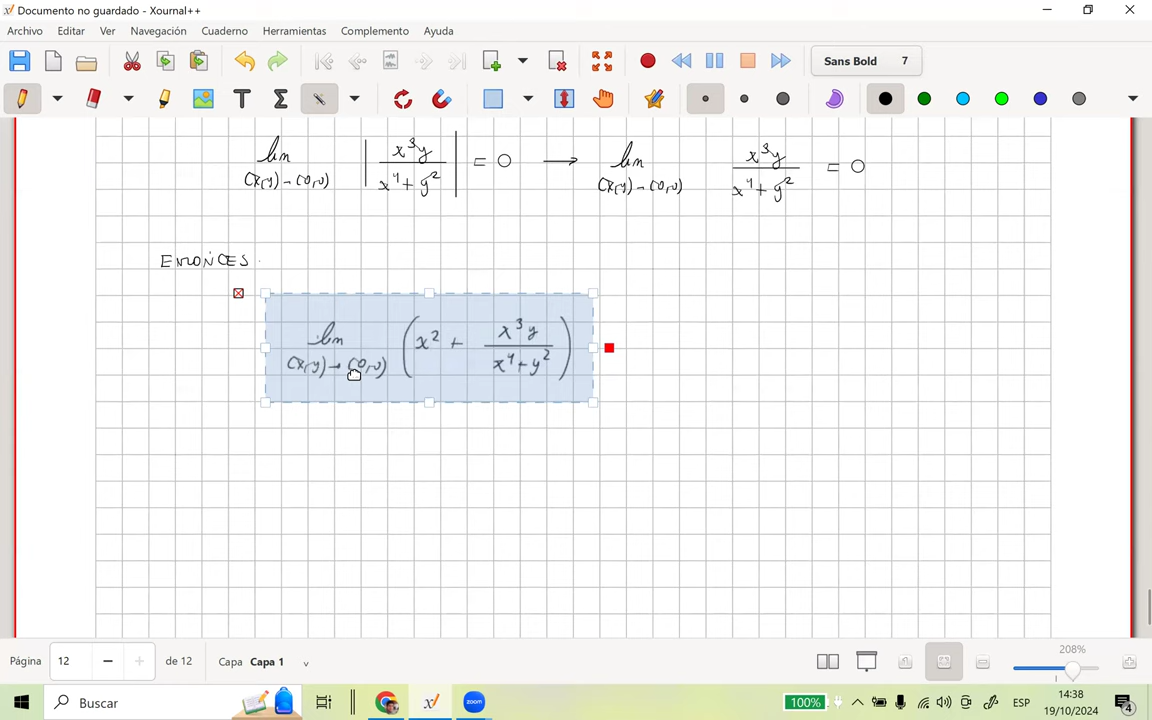 Documento no guardado - Xournal++
Archivo Editar Ver Navegación Cuaderno Herramientas Complemento Ayuda
Sans Bold 7
lim (x,y)→(0,0) | x³y / x⁴ + y² | = 0 → lim (x,y)→(0,0) x³y / x⁴ + y² = 0
ENTONCES
lim (x,y)→(0,0) ( x² + x³y / x⁴+y² )
Página 12 de 12 Capa Capa 1 208%
Buscar zoom 100% ESP 14:38
19/10/2024 4